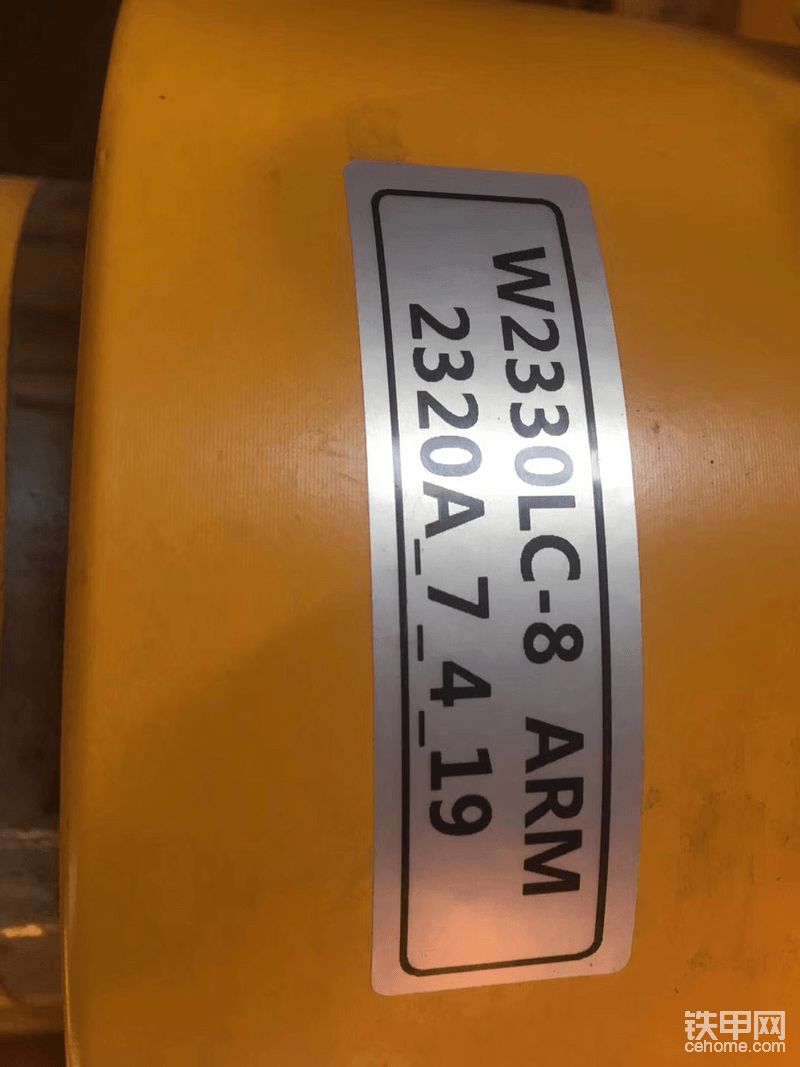 W2330LC-8 ARM
2320A_7_4_19
铁甲网
cehome.com